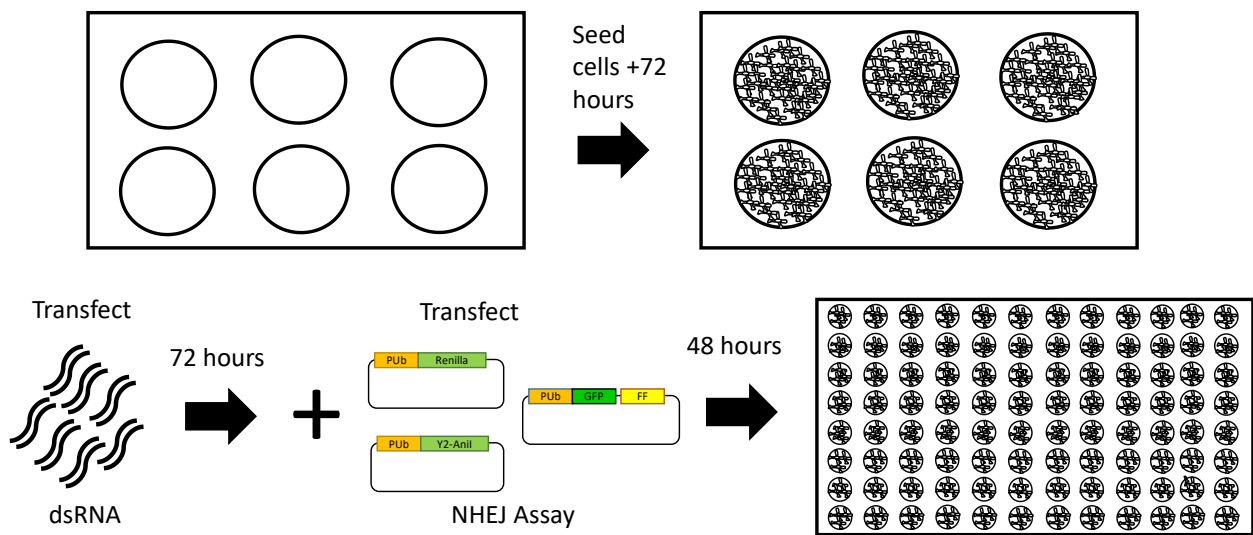 Seed
cells +72
hours
Transfect
72 hours
dsRNA
Transfect
PUb Renilla
PUb GFP FF
PUb Y2-AniI
NHEJ Assay
48 hours